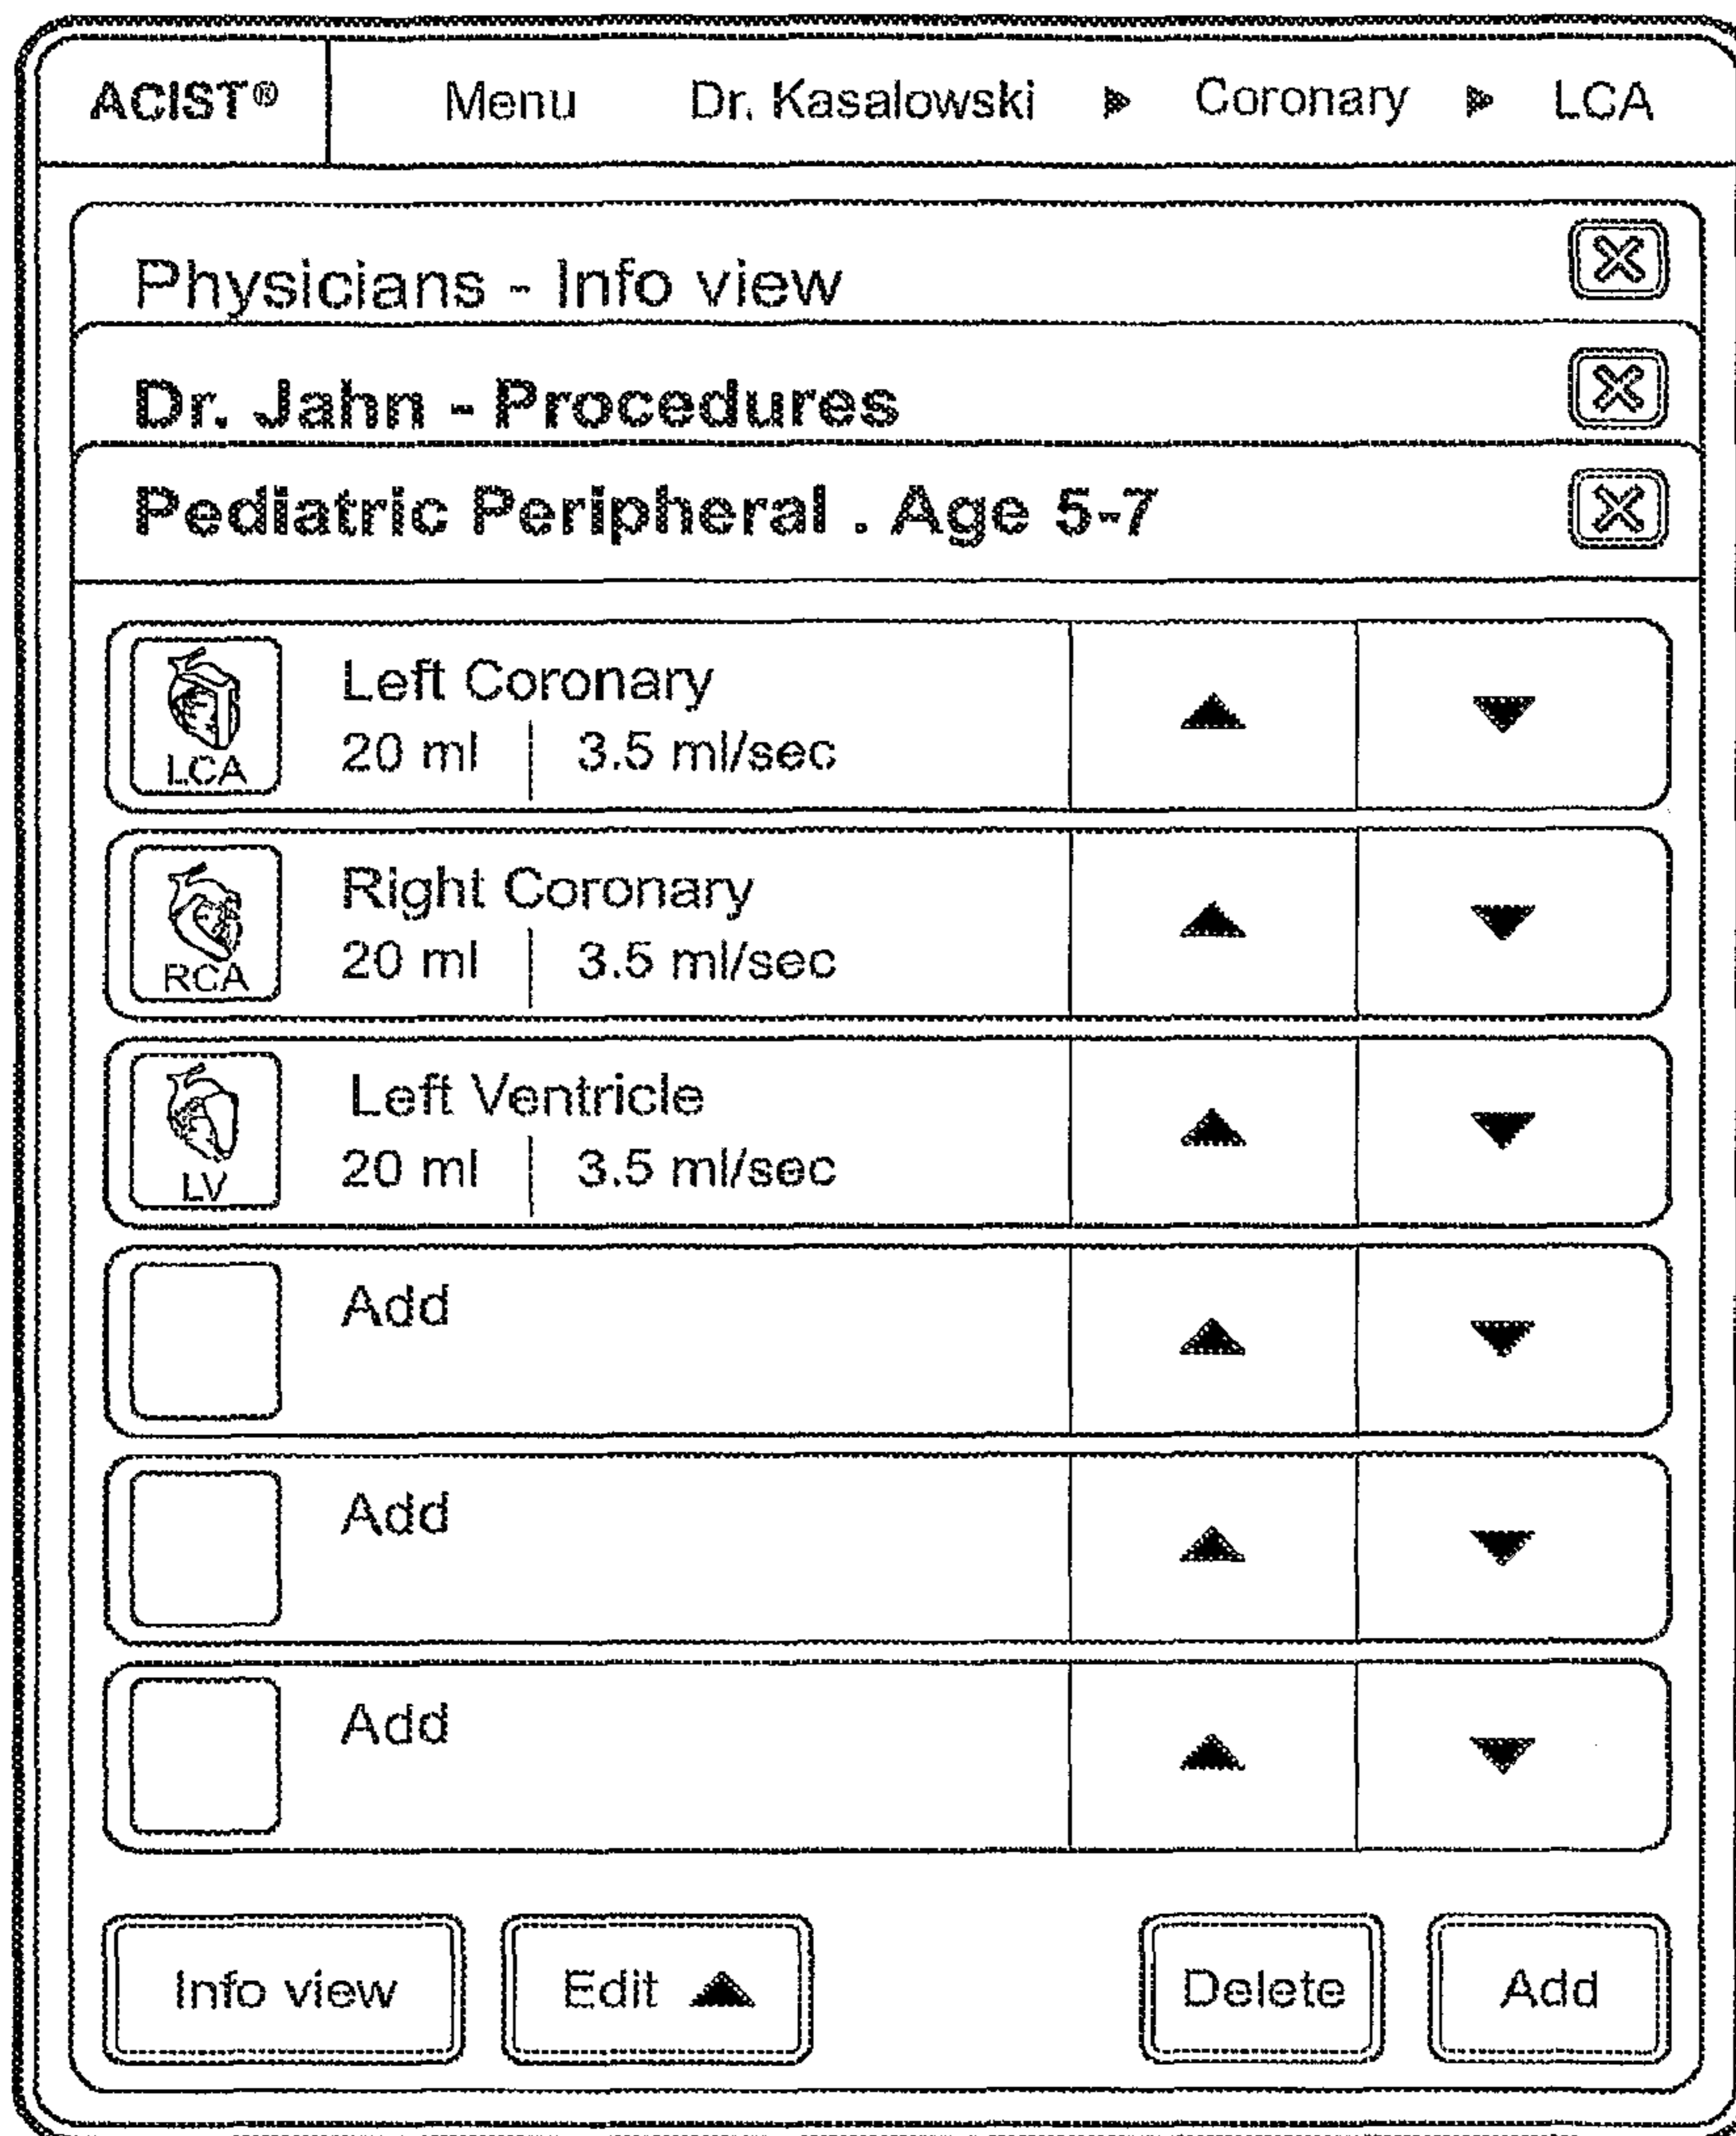 ACIST® Menu Dr. Kasalowski ▶ Coronary ▶ LCA
Physicians - Info view
Dr. Jahn - Procedures
Pediatric Peripheral . Age 5-7
Left Coronary
20 ml | 3.5 ml/sec
LCA
Right Coronary
20 ml | 3.5 ml/sec
RCA
Left Ventricle
20 ml | 3.5 ml/sec
LV
Add
Add
Add
Info view Edit ▲ Delete Add